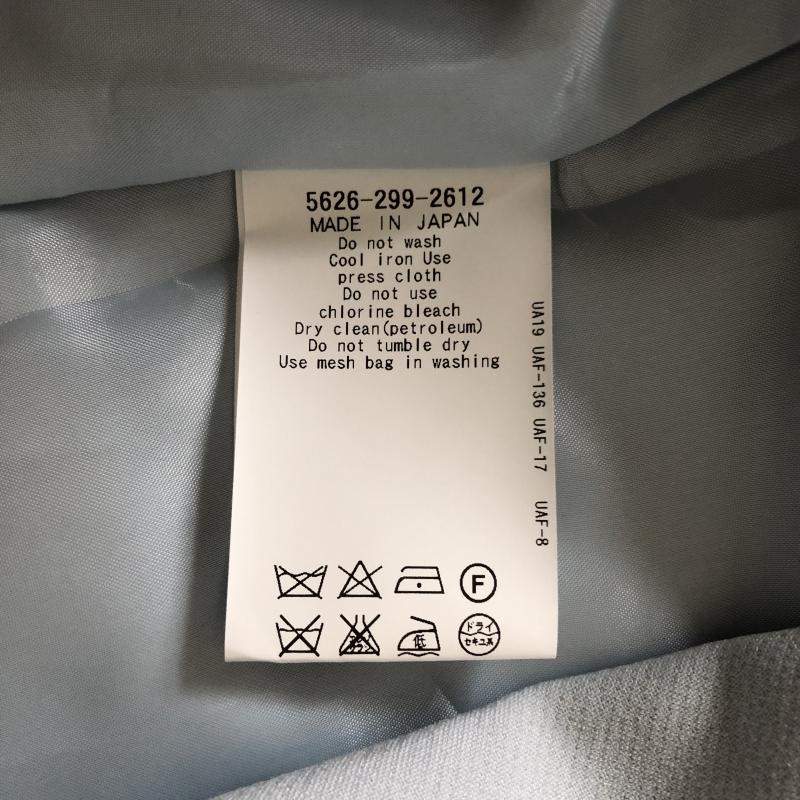 5626-299-2612
MADE IN JAPAN
Do not wash
Cool iron Use
press cloth
Do not use
chlorine bleach
Dry clean(petroleum)
Do not tumble dry
Use mesh bag in washing
UA19 UAF-136 UAF-17 UAF-8
F
低
ドライ
セキユ系